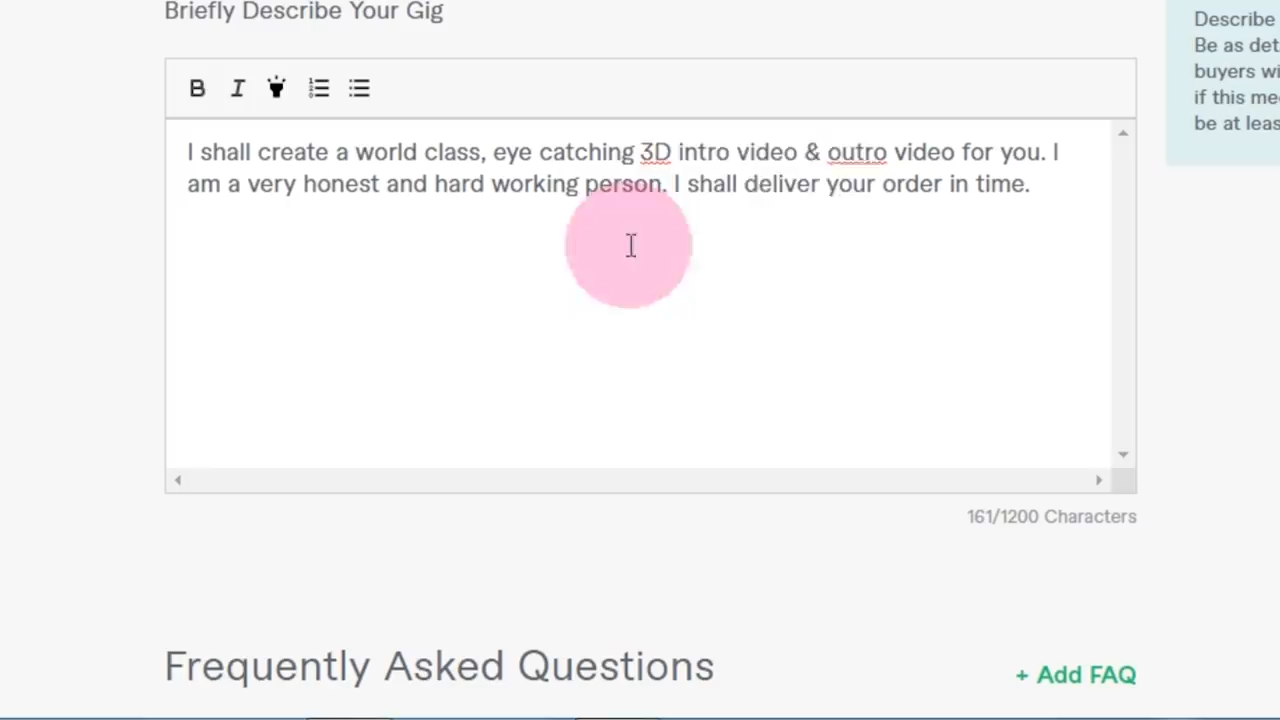 Briefly Describe Your Gig
Describe
Be as det
buyers wi
if this me
be at leas
B I
I shall create a world class, eye catching 3D intro video & outro video for you. I
am a very honest and hard working person. I shall deliver your order in time.
161/1200 Characters
Frequently Asked Questions
+ Add FAQ